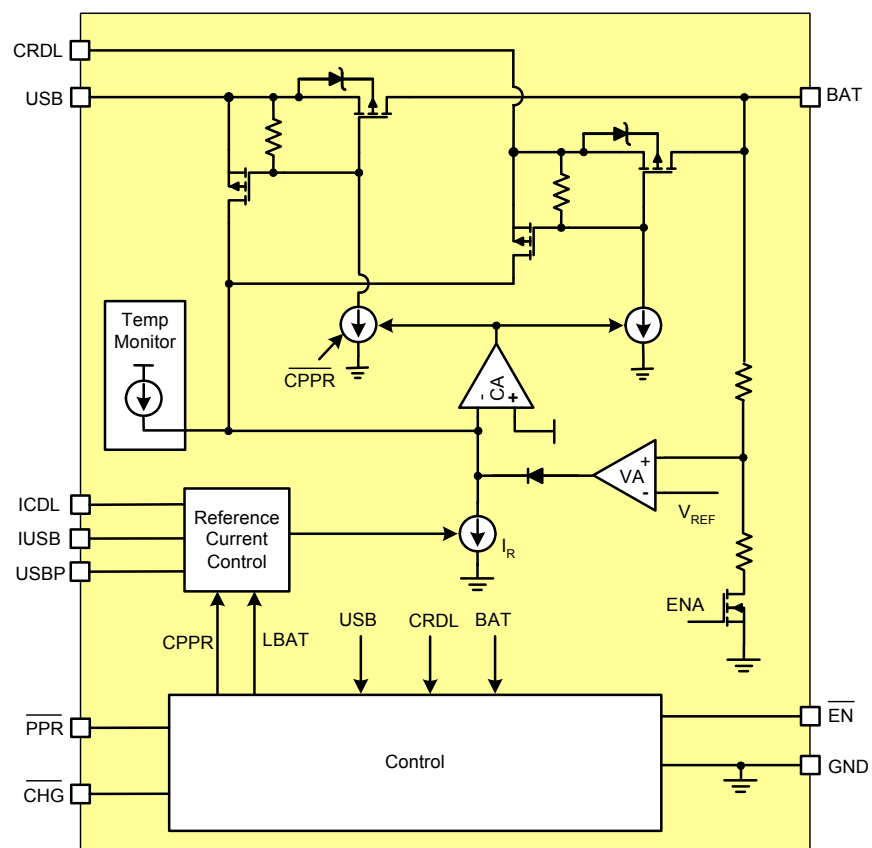 CRDL
USB
BAT
Temp
Monitor
CPPR
- CA +
VA
+
-
VREF
ICDL
IUSB
USBP
Reference
Current
Control
IR
ENA
CPPR
LBAT
USB
CRDL
BAT
PPR
CHG
Control
EN
GND